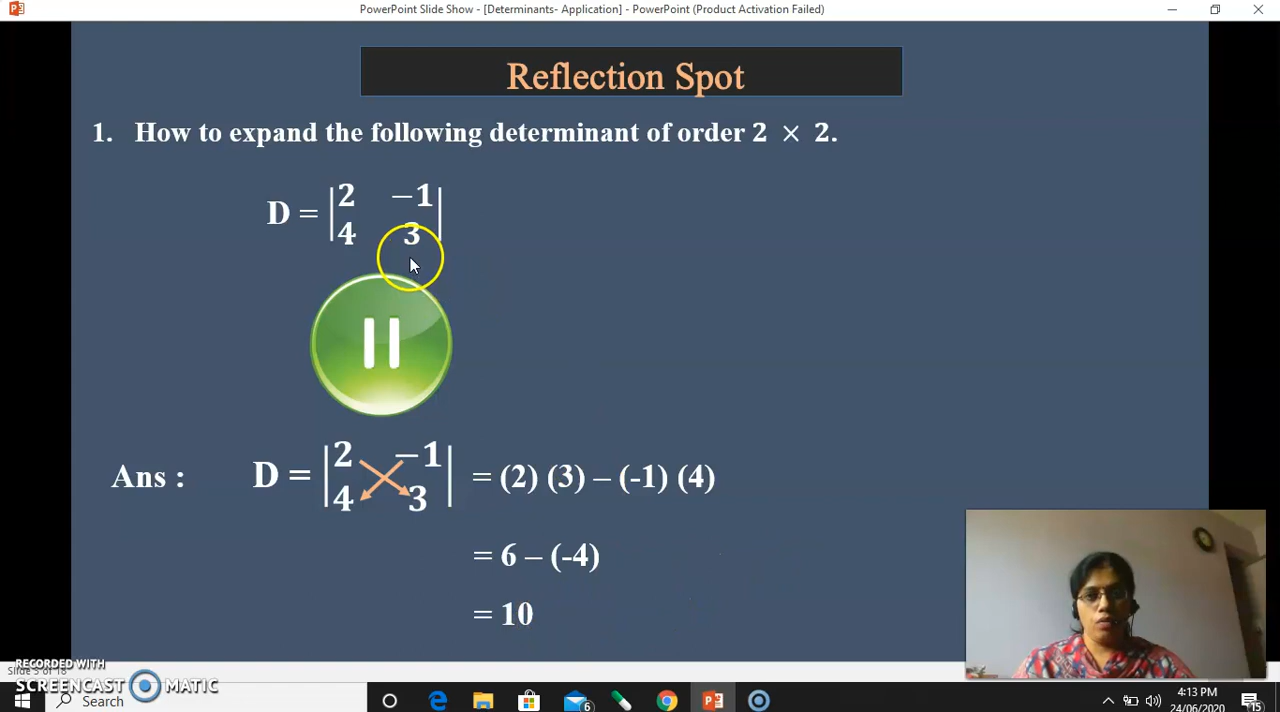 PowerPoint Slide Show - [Determinants- Application] - PowerPoint (Product Activation Failed)
Reflection Spot
1. How to expand the following determinant of order 2 × 2.
D = |2 −1|
|4 3|
Ans : D = |2 −1| = (2) (3) – (-1) (4)
|4 3|
= 6 – (-4)
= 10
RECORDED WITH
SCREENCAST MATIC
Search
6
4:13 PM
24/06/2020
15